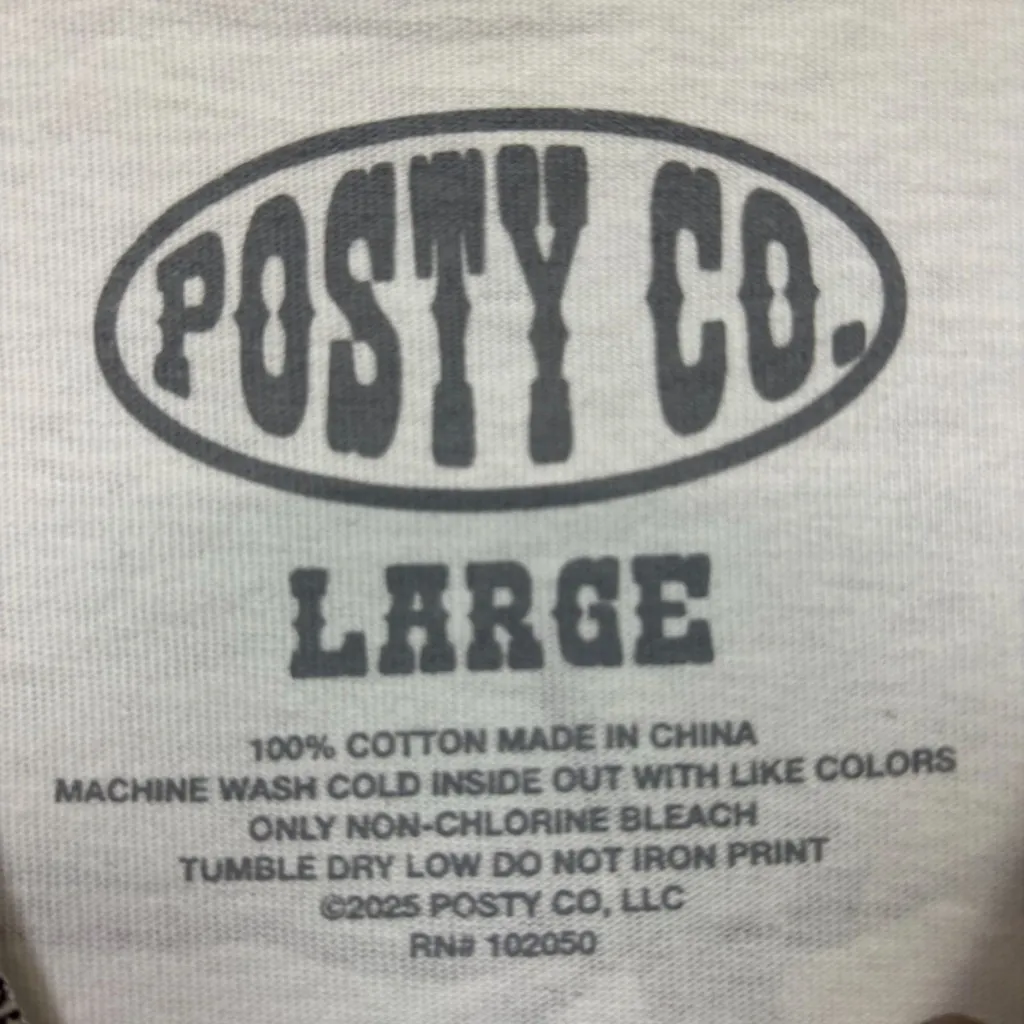 POSTY CO.
LARGE
100% COTTON MADE IN CHINA
MACHINE WASH COLD INSIDE OUT WITH LIKE COLORS
ONLY NON-CHLORINE BLEACH
TUMBLE DRY LOW DO NOT IRON PRINT
©2025 POSTY CO, LLC
RN# 102050